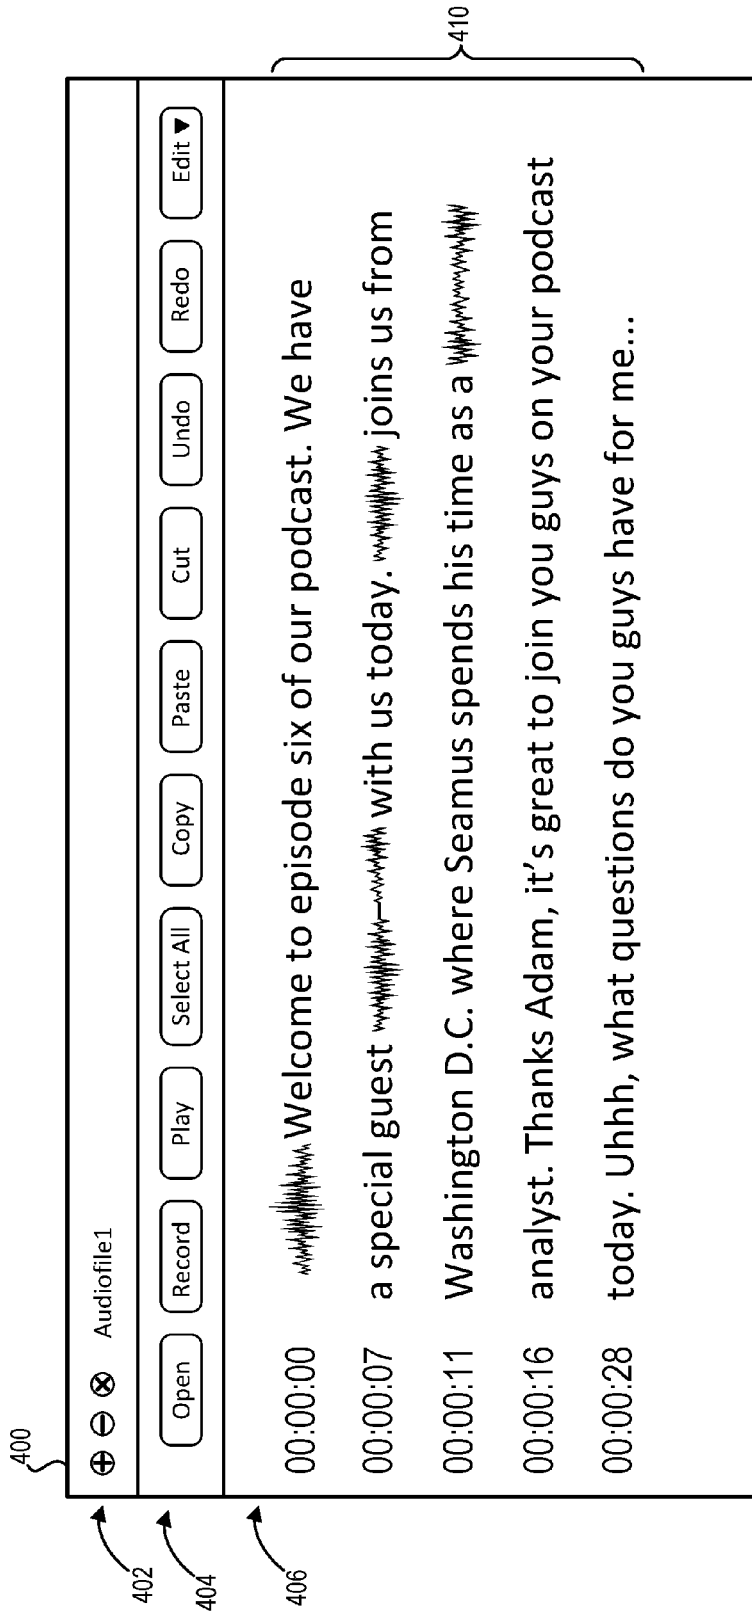 400
402
Audiofile1
404
Open Record Play Select All Copy Paste Cut Undo Redo Edit ▼
406
00:00:00 Welcome to episode six of our podcast. We have
00:00:07 a special guest with us today. joins us from
00:00:11 Washington D.C. where Seamus spends his time as a
00:00:16 analyst. Thanks Adam, it's great to join you guys on your podcast
00:00:28 today. Uhhh, what questions do you guys have for me...
410